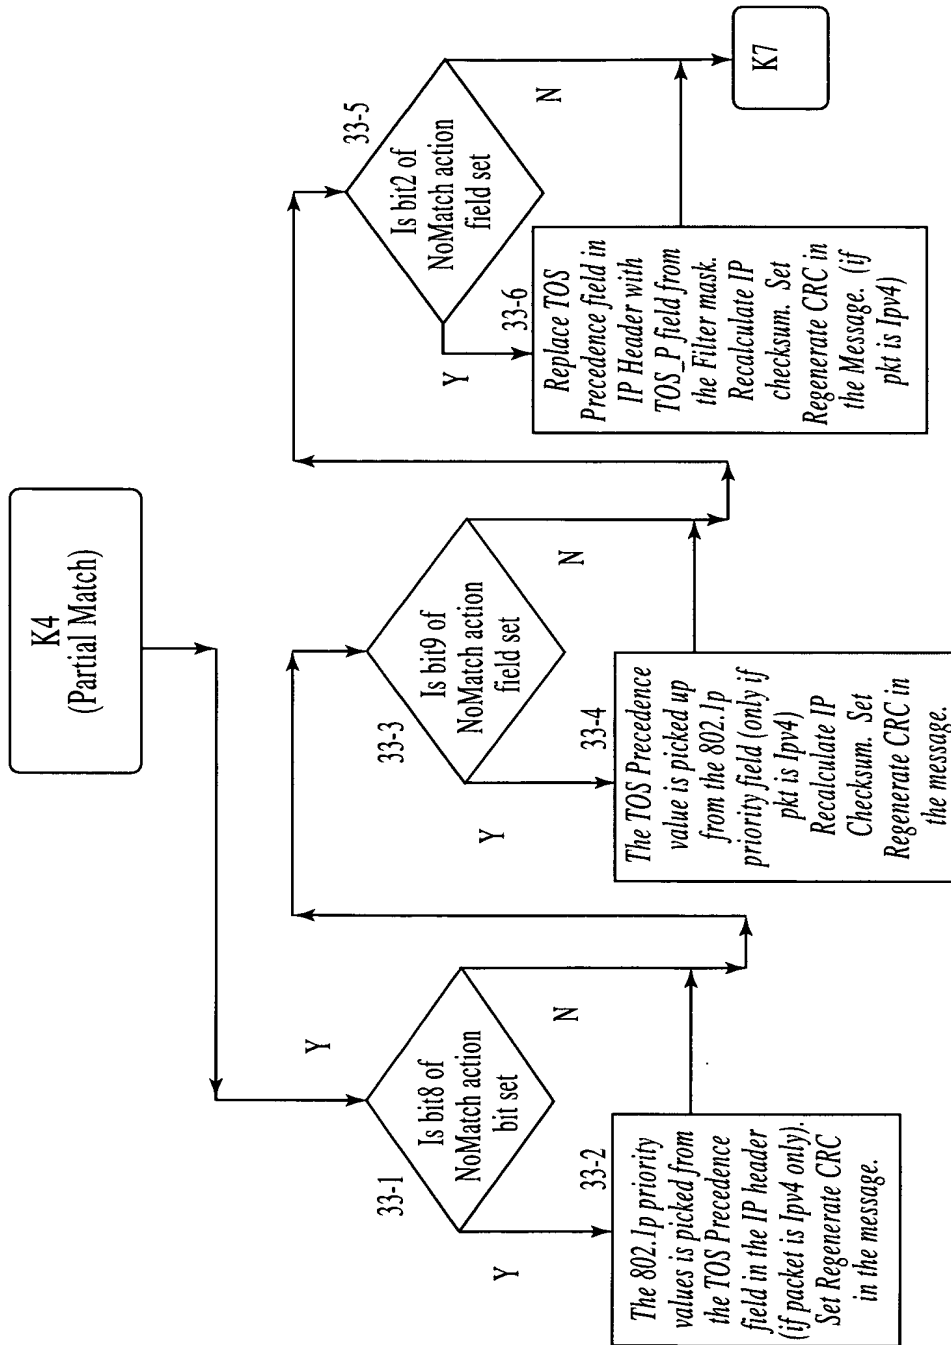 K4
(Partial Match)
Y
33-1
Is bit8 of
NoMatch action
bit set
Y
N
33-2
The 802.1p priority
values is picked from
the TOS Precedence
field in the IP header
(if packet is Ipv4 only).
Set Regenerate CRC
in the message.
33-3
Is bit9 of
NoMatch action
field set
Y
N
33-4
The TOS Precedence
value is picked up
from the 802.1p
priority field (only if
pkt is Ipv4)
Recalculate IP
Checksum. Set
Regenerate CRC in
the message.
33-5
Is bit2 of
NoMatch action
field set
Y
N
33-6
Replace TOS
Precedence field in
IP Header with
TOS_P field from
the Filter mask.
Recalculate IP
checksum. Set
Regenerate CRC in
the Message. (if
pkt is Ipv4)
K7